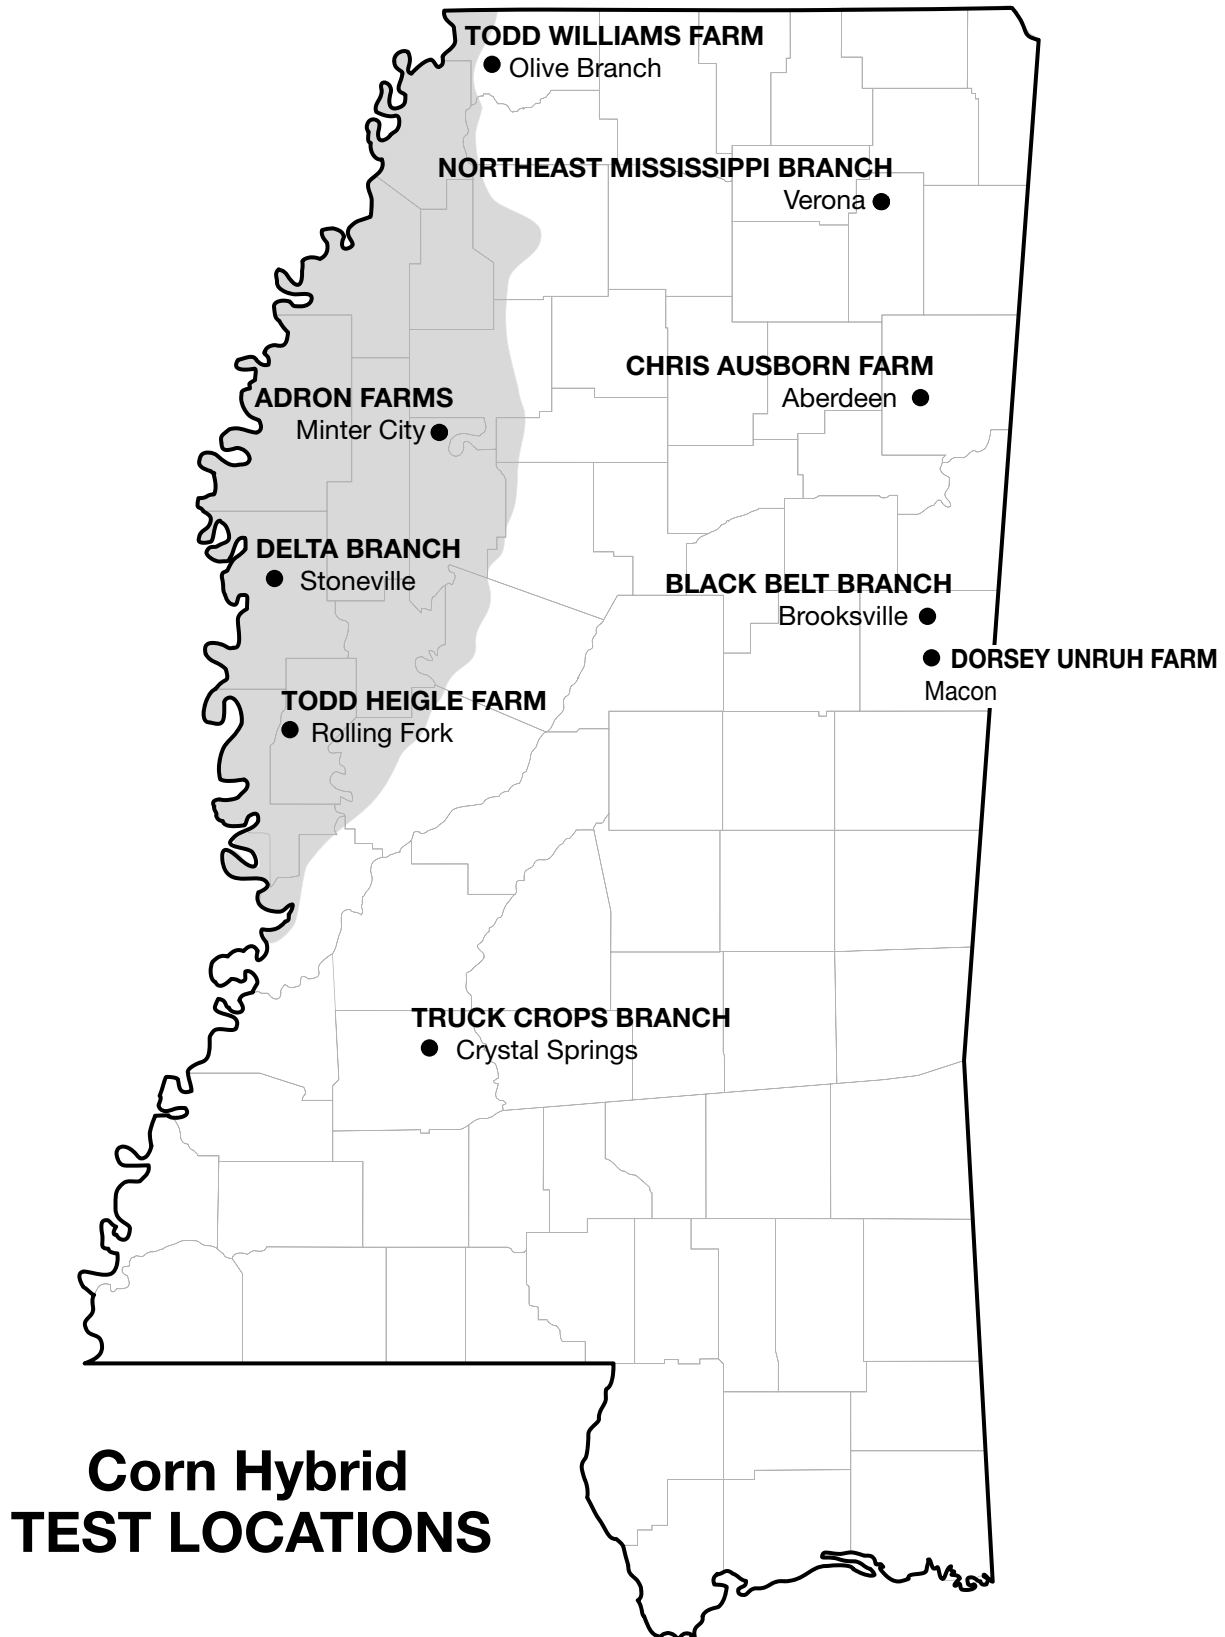 TODD WILLIAMS FARM
Olive Branch
NORTHEAST MISSISSIPPI BRANCH
Verona
CHRIS AUSBORN FARM
Aberdeen
ADRON FARMS
Minter City
DELTA BRANCH
Stoneville
BLACK BELT BRANCH
Brooksville
DORSEY UNRUH FARM
Macon
TODD HEIGLE FARM
Rolling Fork
TRUCK CROPS BRANCH
Crystal Springs
Corn Hybrid
TEST LOCATIONS